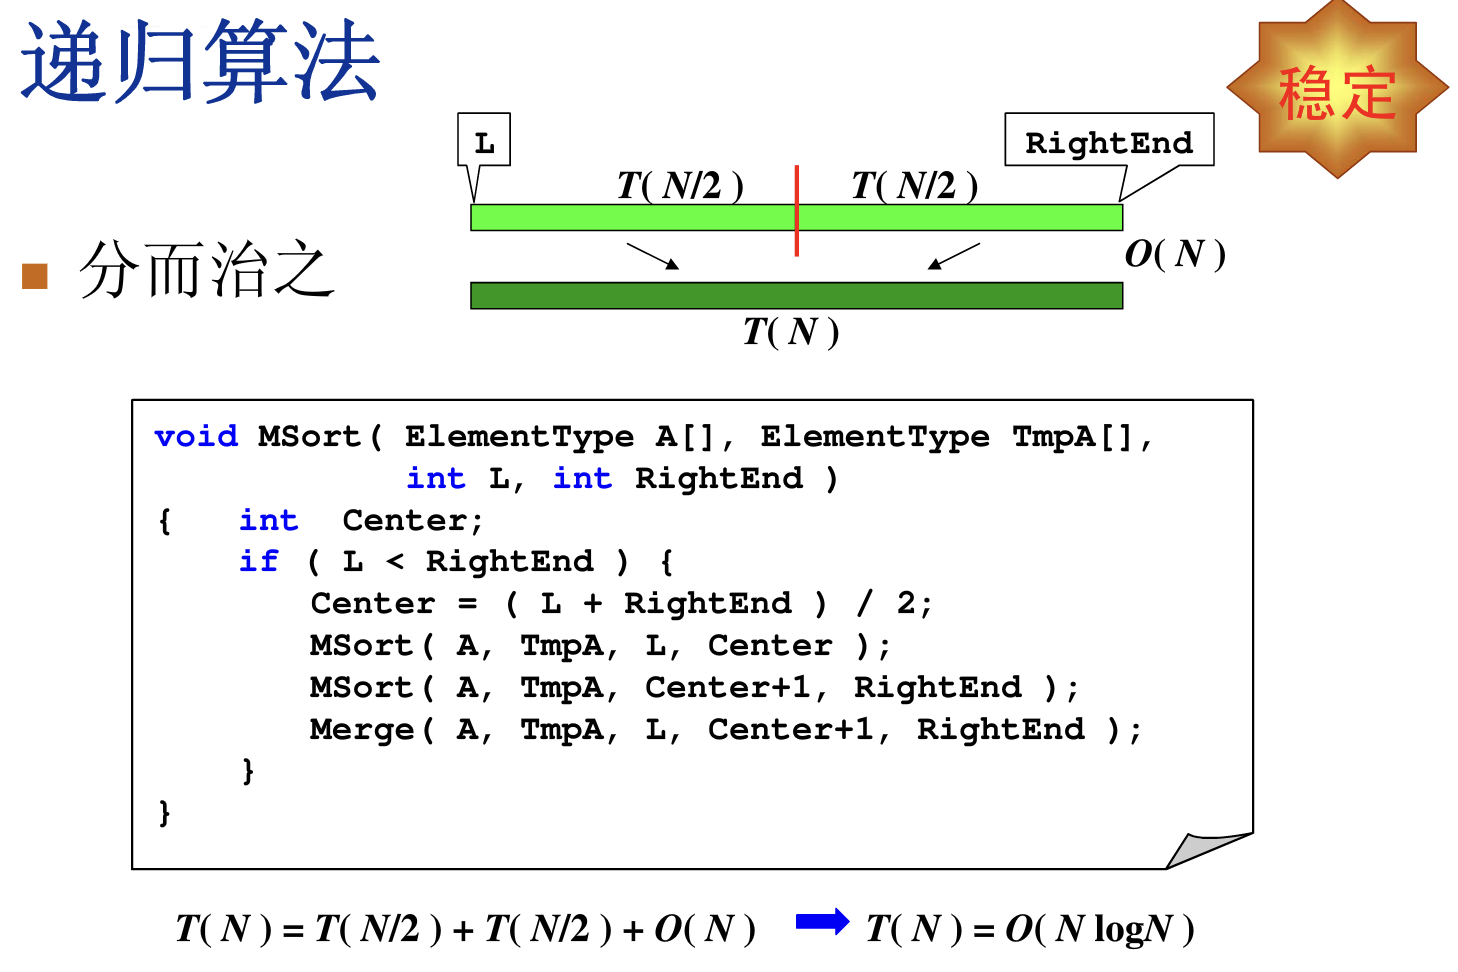 递归算法
稳定
L
RightEnd
T( N/2 )
T( N/2 )
O( N )
分而治之
T( N )
void MSort( ElementType A[], ElementType TmpA[],
int L, int RightEnd )
{ int Center;
if ( L < RightEnd ) {
Center = ( L + RightEnd ) / 2;
MSort( A, TmpA, L, Center );
MSort( A, TmpA, Center+1, RightEnd );
Merge( A, TmpA, L, Center+1, RightEnd );
}
}
T( N ) = T( N/2 ) + T( N/2 ) + O( N ) T( N ) = O( N logN )